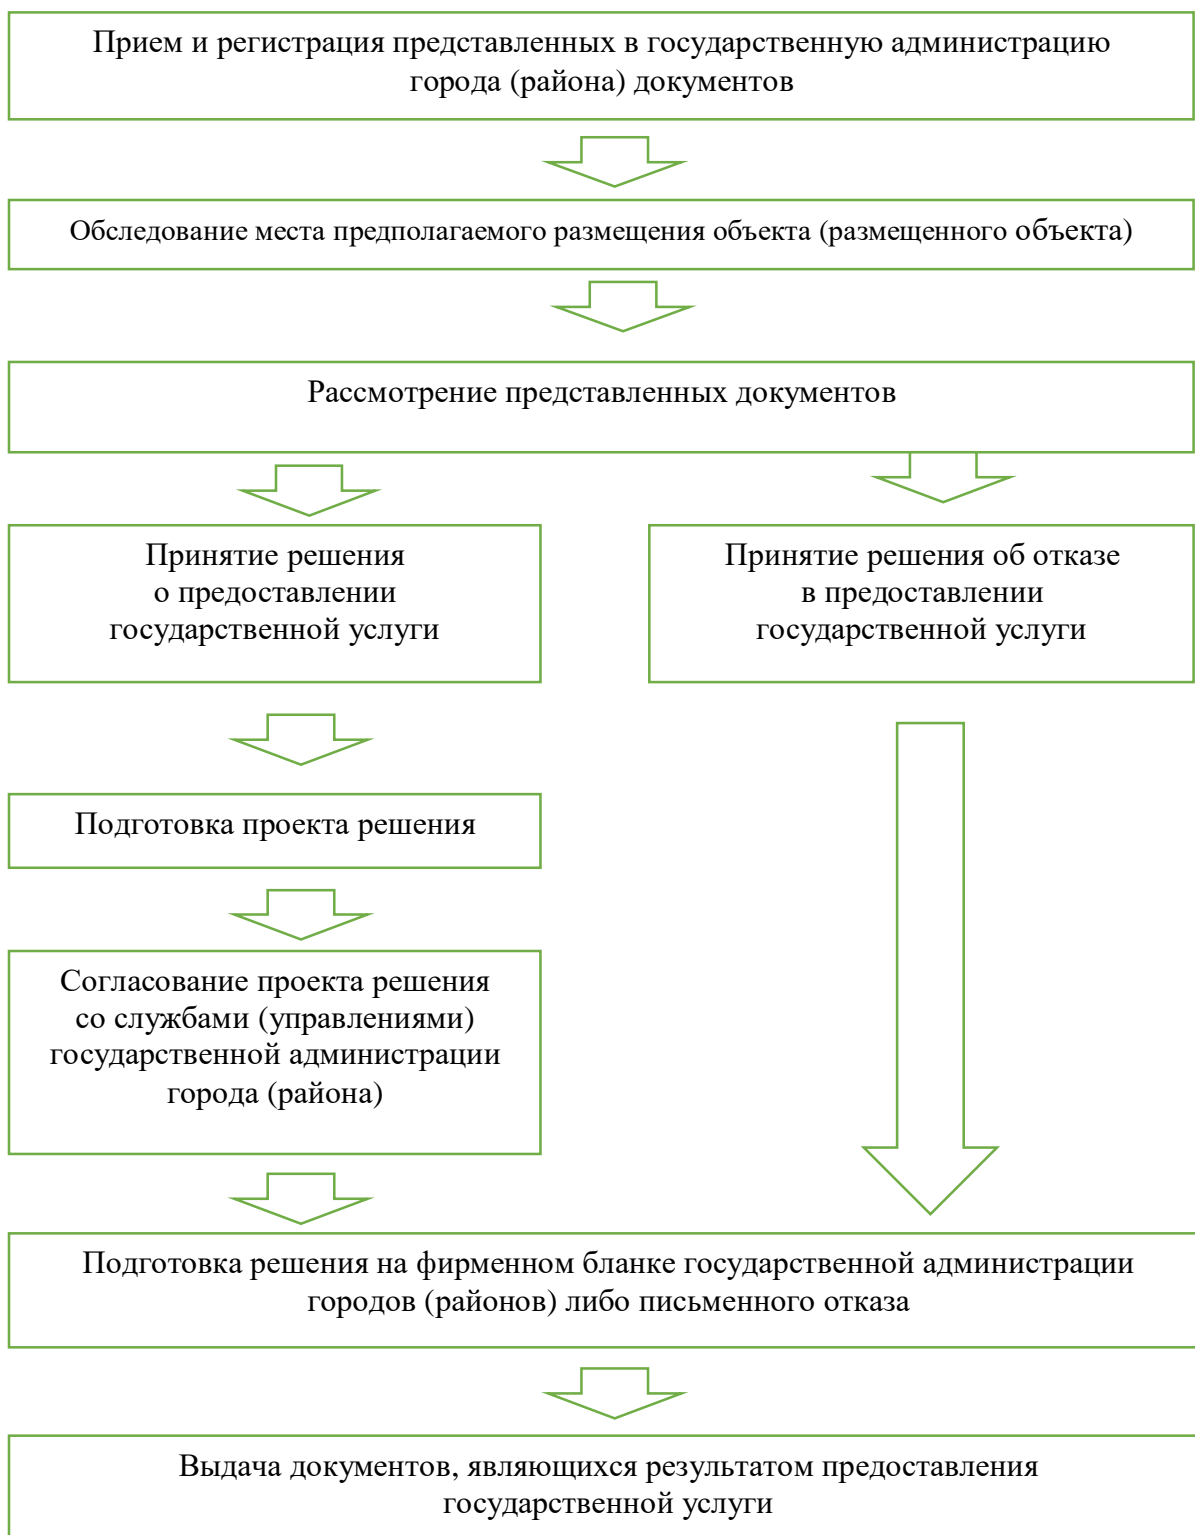 Прием и регистрация представленных в государственную администрацию
города (района) документов
Обследование места предполагаемого размещения объекта (размещенного объекта)
Рассмотрение представленных документов
Принятие решения
о предоставлении
государственной услуги
Принятие решения об отказе
в предоставлении
государственной услуги
Подготовка проекта решения
Согласование проекта решения
со службами (управлениями)
государственной администрации
города (района)
Подготовка решения на фирменном бланке государственной администрации
городов (районов) либо письменного отказа
Выдача документов, являющихся результатом предоставления
государственной услуги